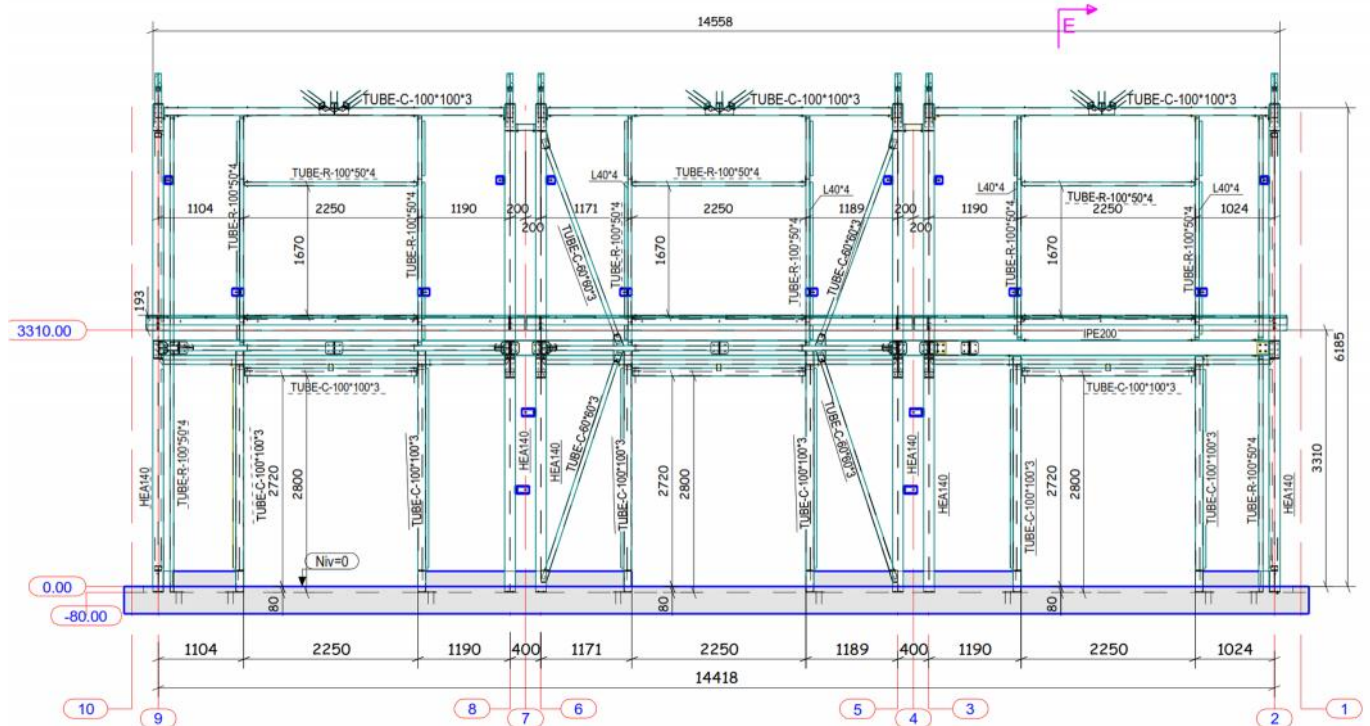 14558
E
TUBE-C-100*100*3
TUBE-C-100*100*3
TUBE-C-100*100*3
TUBE-R-100*50*4
TUBE-R-100*50*4
TUBE-R-100*50*4
L40*4
L40*4
L40*4
L40*4
TUBE-R-100*50*4
TUBE-R-100*50*4
TUBE-R-100*50*4
TUBE-R-100*50*4
TUBE-R-100*50*4
TUBE-R-100*50*4
1104
2250
1190
200
200
1171
2250
1189
200
200
1190
2250
1024
1670
1670
1670
TUBE-C-60*60*3
TUBE-C-60*60*3
193
3310.00
IPE200
6185
TUBE-C-100*100*3
TUBE-C-100*100*3
TUBE-C-60*60*3
TUBE-C-60*60*3
HEA140
TUBE-R-100*50*4
TUBE-C-100*100*3
2720
2800
TUBE-C-100*100*3
HEA140
HEA140
TUBE-C-100*100*3
2720
2800
TUBE-C-100*100*3
HEA140
HEA140
TUBE-C-100*100*3
2720
2800
TUBE-C-100*100*3
TUBE-R-100*50*4
HEA140
3310
Niv=0
0.00
-80.00
80
80
80
1104
2250
1190
400
1171
2250
1189
400
1190
2250
1024
14418
10
9
8
7
6
5
4
3
2
1